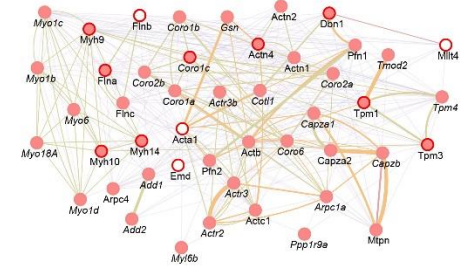 Myo1c
Flnb
Coro1b
Gsn
Actn2
Dbn1
Myh9
Actn4
Pfn1
Mllt4
Coro1c
Actn1
Tmod2
Myo1b
Flna
Coro2b
Coro2a
Coro1a
Actr3b
Cotl1
Tpm1
Tpm4
Myo6
Flnc
Capza1
Acta1
Myo18A
Myh10
Myh14
Actb
Coro6
Capza2
Capzb
Tpm3
Pfn2
Emd
Add1
Arpc4
Actr3
Myo1d
Arpc1a
Add2
Actr2
Actc1
Ppp1r9a
Mtpn
Myl6b